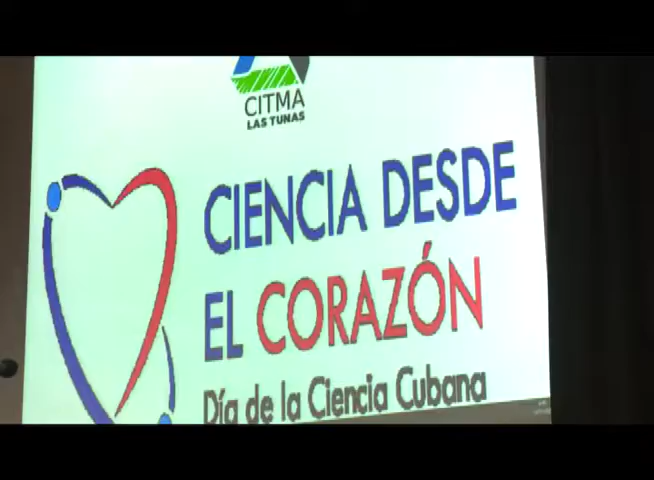 CITMA
LAS TUNAS
CIENCIA DESDE
EL CORAZÓN
Día de la Ciencia Cubana